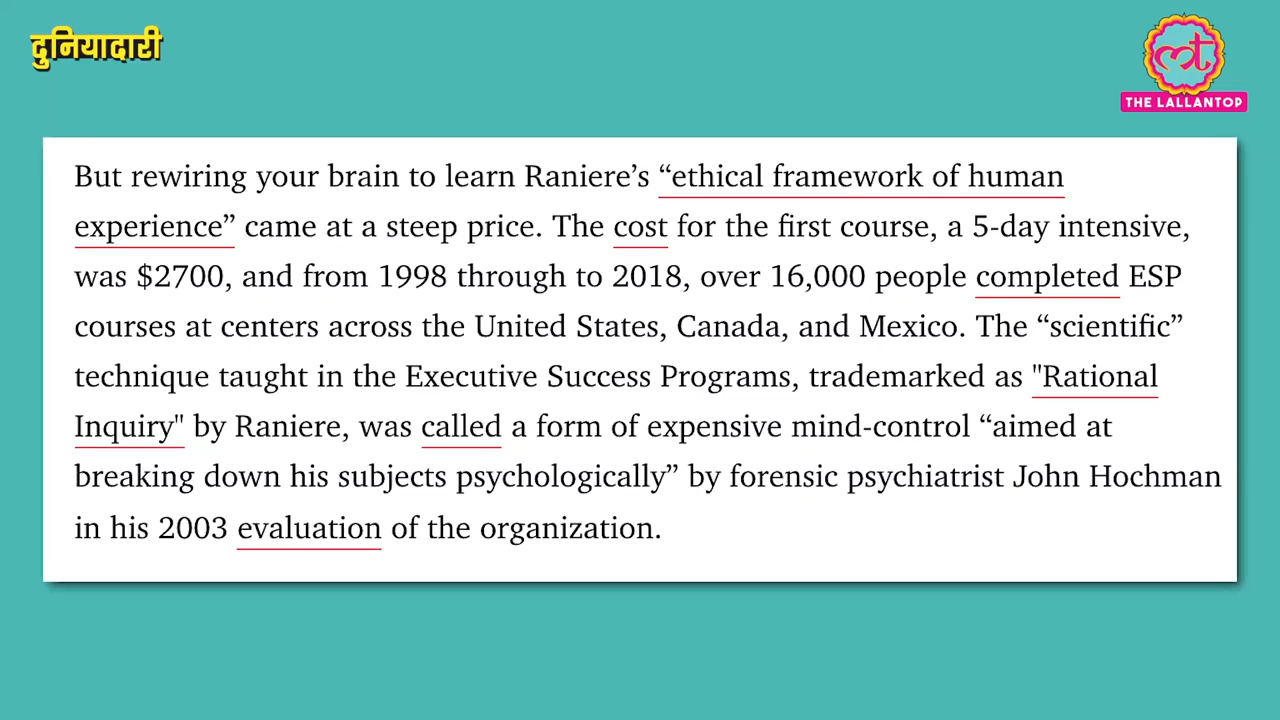 दुनियादारी
lt
THE LALLANTOP
But rewiring your brain to learn Raniere’s “ethical framework of human
experience” came at a steep price. The cost for the first course, a 5-day intensive,
was $2700, and from 1998 through to 2018, over 16,000 people completed ESP
courses at centers across the United States, Canada, and Mexico. The “scientific”
technique taught in the Executive Success Programs, trademarked as "Rational
Inquiry" by Raniere, was called a form of expensive mind-control “aimed at
breaking down his subjects psychologically” by forensic psychiatrist John Hochman
in his 2003 evaluation of the organization.